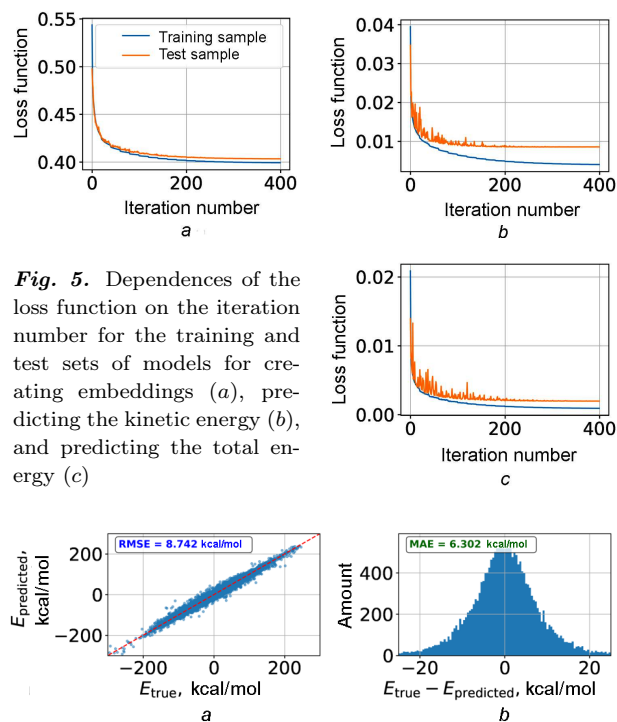 0.55
0.50
0.45
0.40
Loss function
Training sample
Test sample
0
200
400
Iteration number
a
0.04
0.03
0.02
0.01
Loss function
0
200
400
Iteration number
b
Fig. 5. Dependences of the
loss function on the iteration
number for the training and
test sets of models for cre-
ating embeddings (a), pre-
dicting the kinetic energy (b),
and predicting the total en-
ergy (c)
0.02
0.01
0.00
Loss function
0
200
400
Iteration number
c
RMSE = 8.742 kcal/mol
200
0
−200
Epredicted,
kcal/mol
−200
0
200
Etrue, kcal/mol
a
MAE = 6.302 kcal/mol
400
200
0
Amount
−20
0
20
Etrue − Epredicted, kcal/mol
b